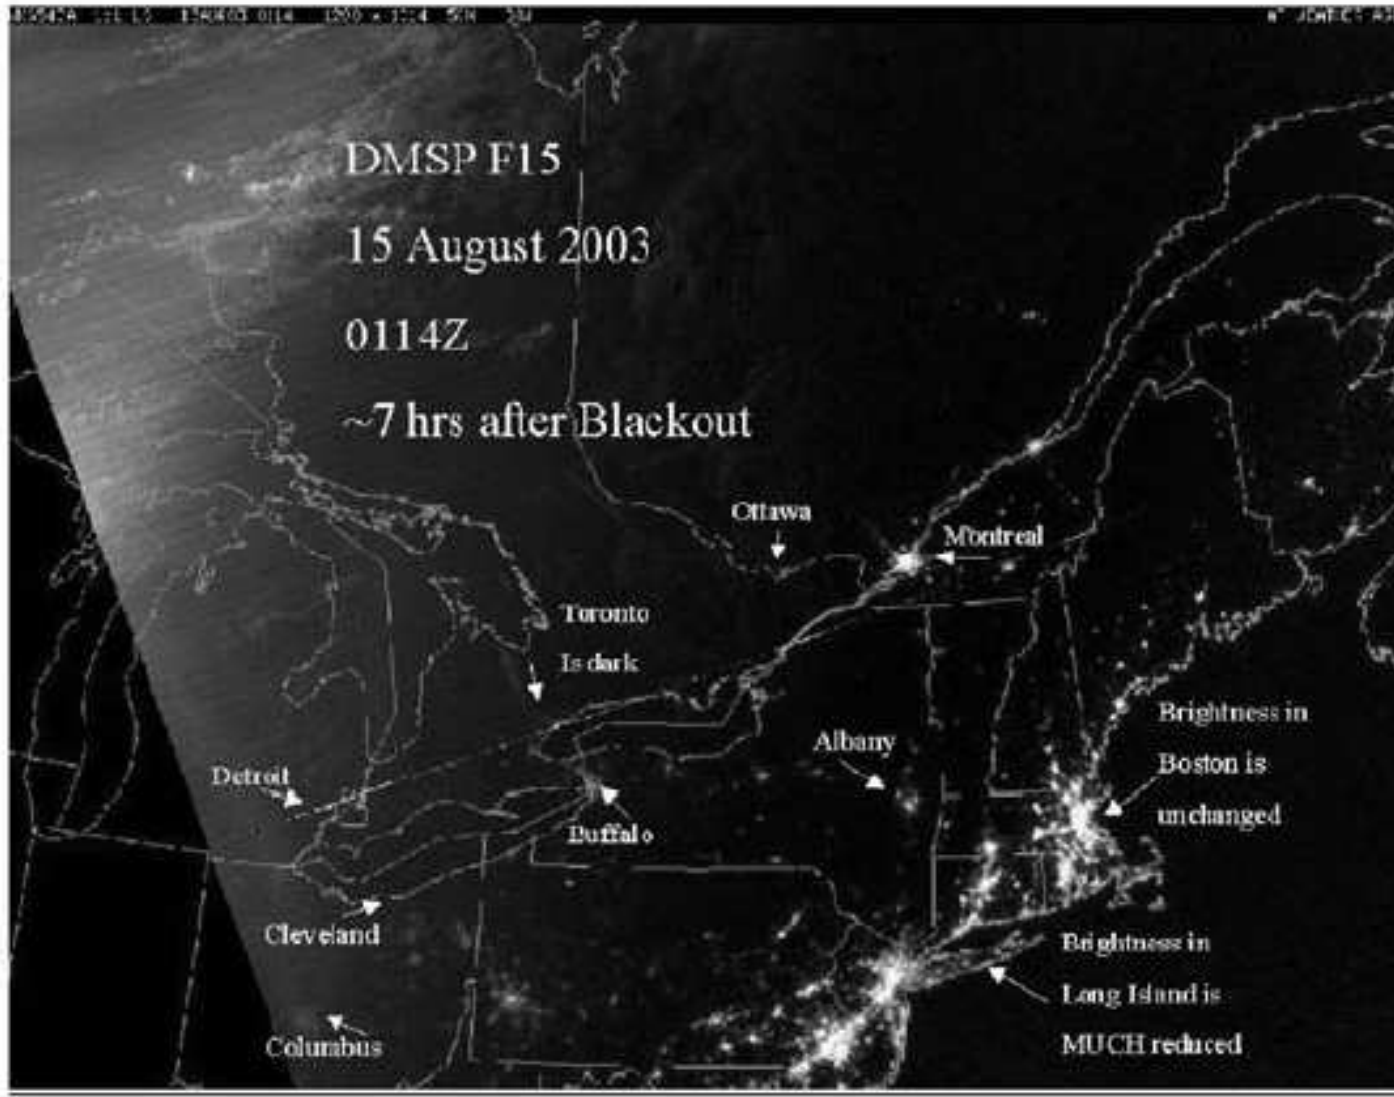 DMSP F15
15 August 2003
0114Z
~7 hrs after Blackout
Ottawa
Montreal
Toronto
Is dark
Brightness in
Boston is
unchanged
Albany
Detroit
Buffalo
Cleveland
Brightness in
Long Island is
MUCH reduced
Columbus